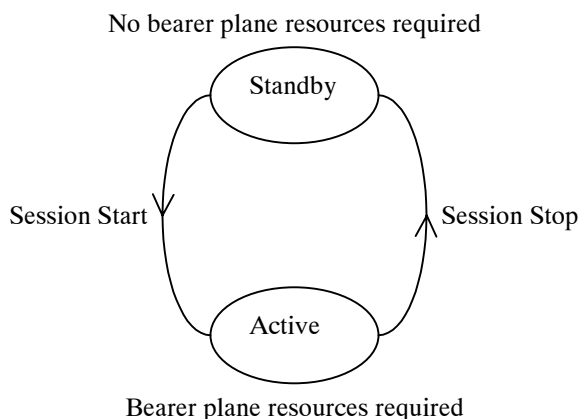 No bearer plane resources required
Standby
Session Start
Session Stop
Active
Bearer plane resources required